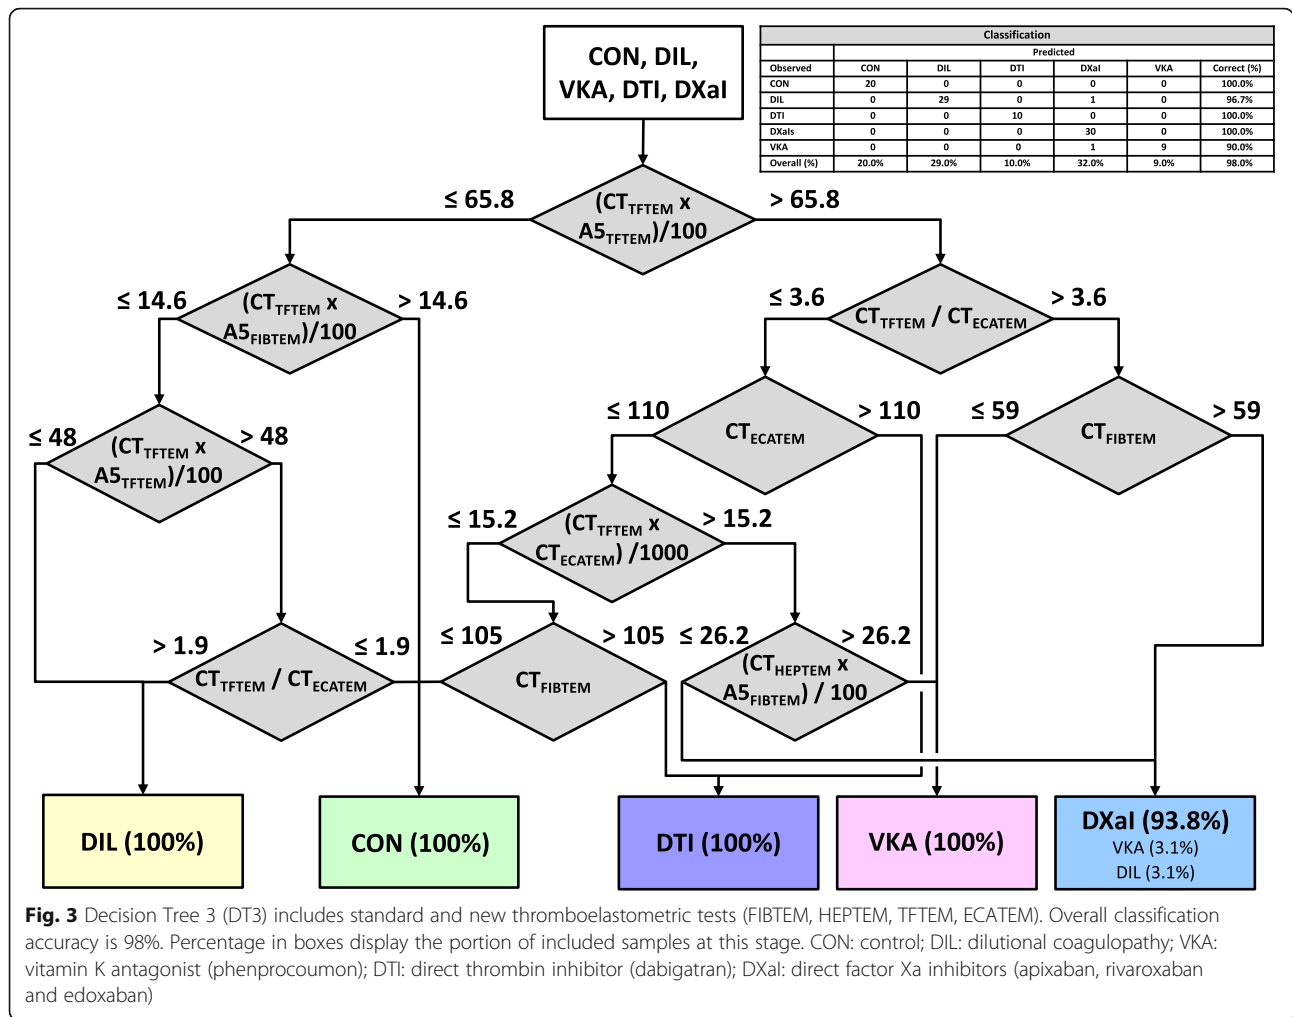 CON, DIL,
VKA, DTI, DXaI
Classification
Predicted
Observed CON DIL DTI DXaI VKA Correct (%)
CON 20 0 0 0 0 100.0%
DIL 0 29 0 1 0 96.7%
DTI 0 0 10 0 0 100.0%
DXaIs 0 0 0 30 0 100.0%
VKA 0 0 0 1 9 90.0%
Overall (%) 20.0% 29.0% 10.0% 32.0% 9.0% 98.0%
≤ 65.8
(CTTFTEM x
A5TFTEM)/100
> 65.8
≤ 14.6
(CTTFTEM x
A5FIBTEM)/100
> 14.6
≤ 3.6
CTTFTEM / CTECATEM
> 3.6
≤ 48
(CTTFTEM x
A5TFTEM)/100
> 48
≤ 110
CTECATEM
> 110
≤ 59
CTFIBTEM
> 59
≤ 15.2
(CTTFTEM x
CTECATEM) /1000
> 15.2
> 1.9
CTTFTEM / CTECATEM
≤ 1.9
≤ 105
CTFIBTEM
> 105
≤ 26.2
(CTHEPTEM x
A5FIBTEM) / 100
> 26.2
DIL (100%)
CON (100%)
DTI (100%)
VKA (100%)
DXaI (93.8%)
VKA (3.1%)
DIL (3.1%)
Fig. 3 Decision Tree 3 (DT3) includes standard and new thromboelastometric tests (FIBTEM, HEPTEM, TFTEM, ECATEM). Overall classification
accuracy is 98%. Percentage in boxes display the portion of included samples at this stage. CON: control; DIL: dilutional coagulopathy; VKA:
vitamin K antagonist (phenprocoumon); DTI: direct thrombin inhibitor (dabigatran); DXaI: direct factor Xa inhibitors (apixaban, rivaroxaban
and edoxaban)